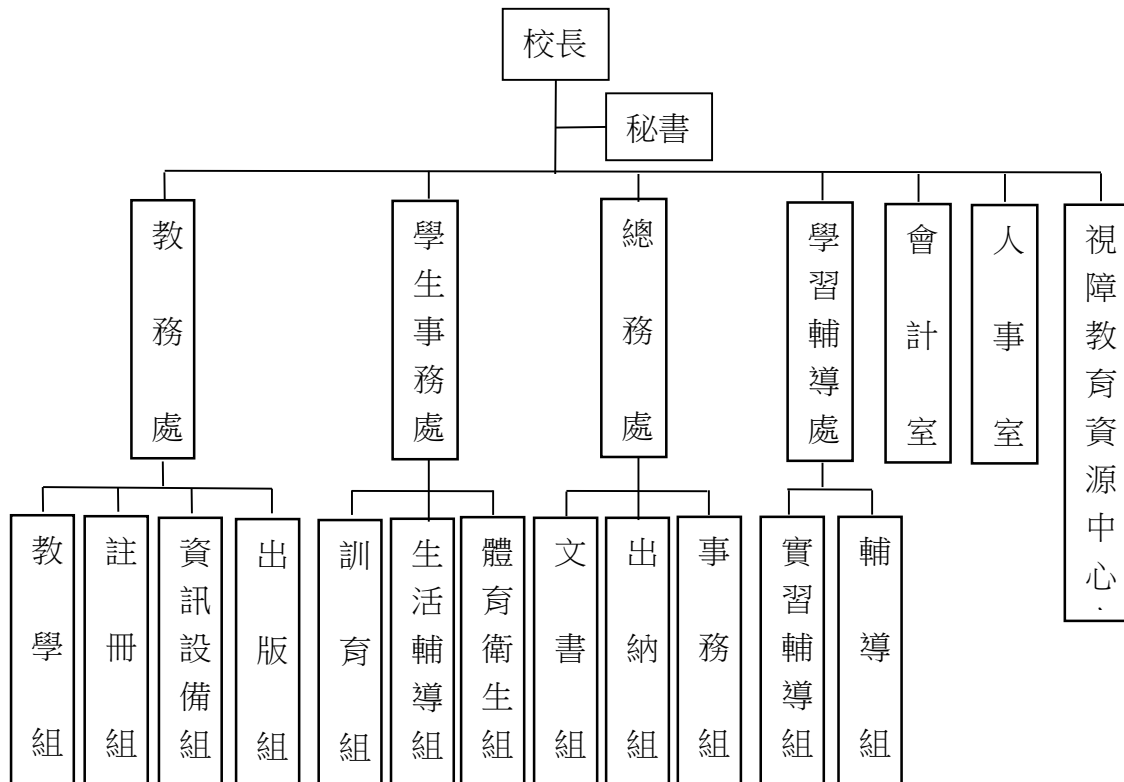 校長
秘書
教務處
學生事務處
總務處
學習輔導處
會計室
人事室
視障教育資源中心
教學組
註冊組
資訊設備組
出版組
訓育組
生活輔導組
體育衛生組
文書組
出納組
事務組
實習輔導組
輔導組